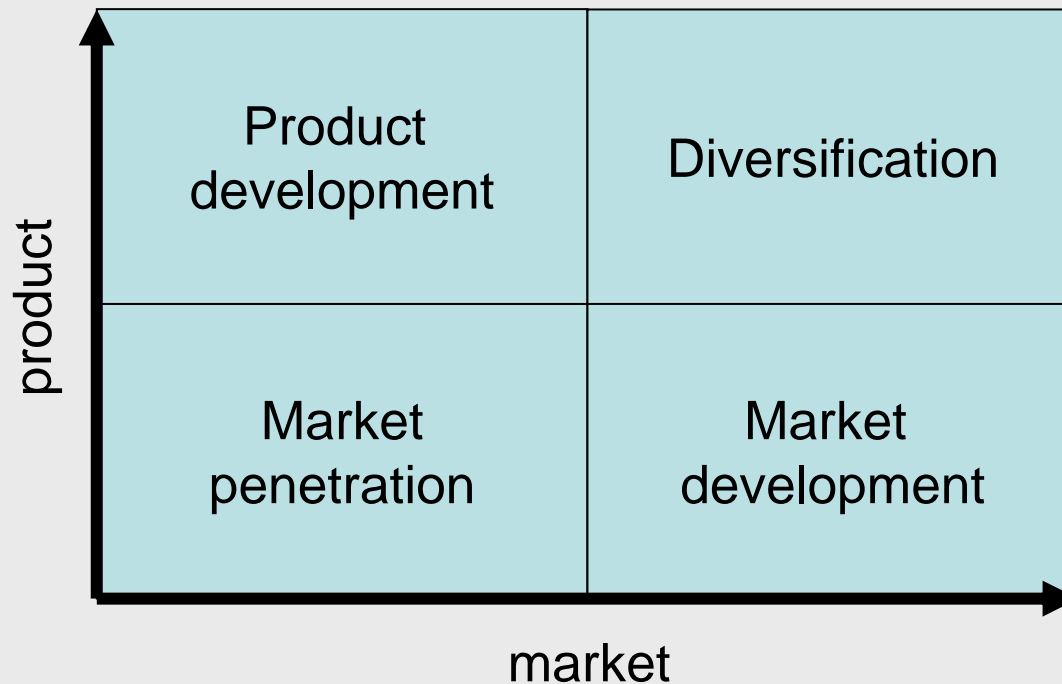 Product
development
Diversification
product
Market
penetration
Market
development
market